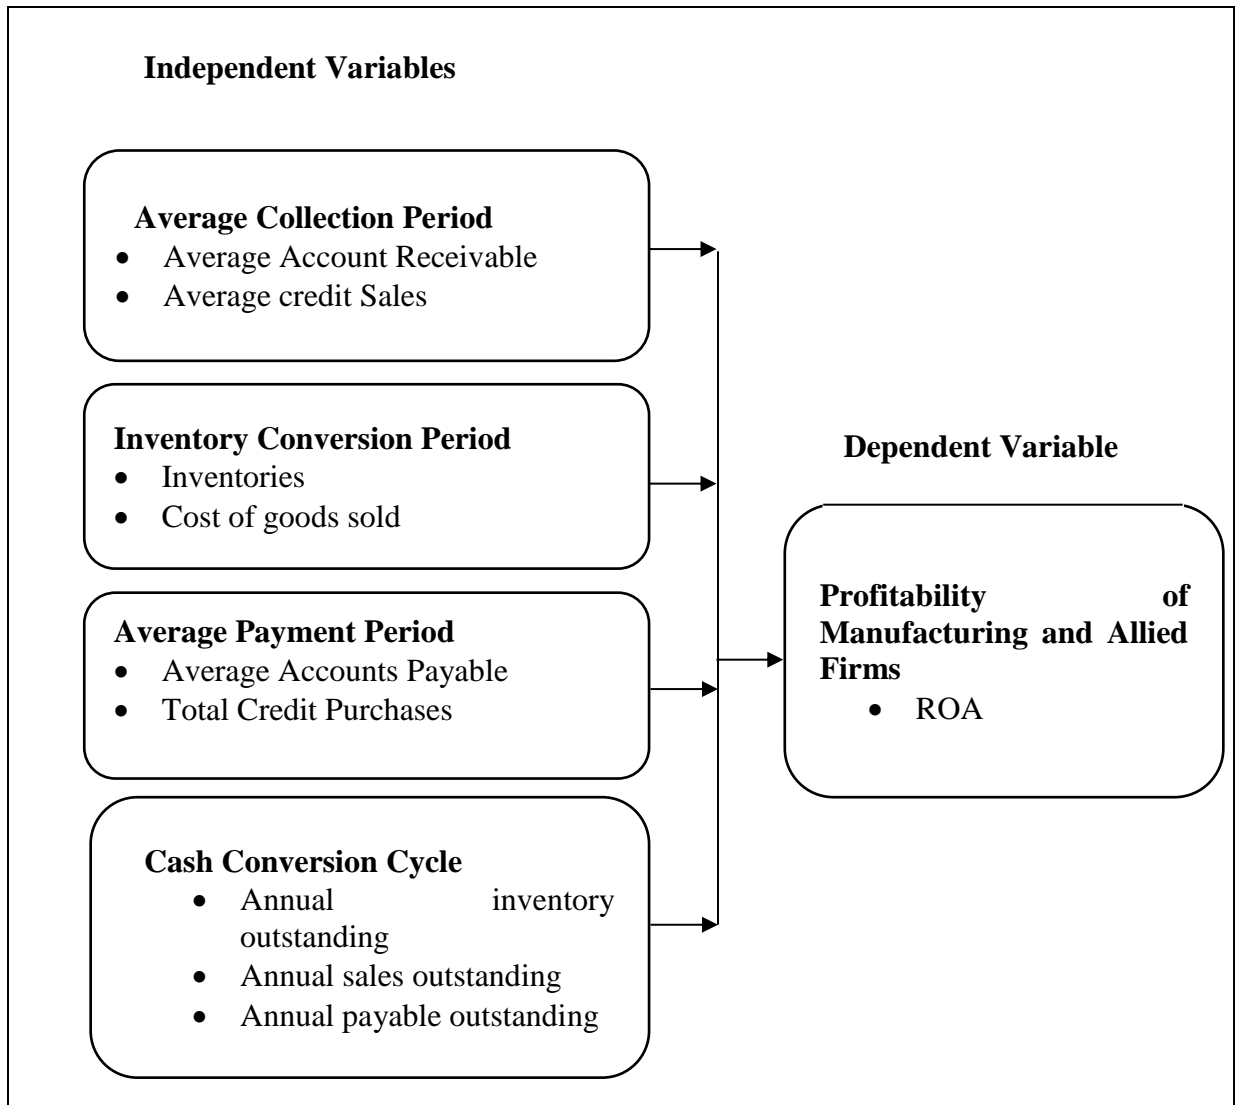 Independent Variables
Average Collection Period
• Average Account Receivable
• Average credit Sales
Inventory Conversion Period
• Inventories
• Cost of goods sold
Average Payment Period
• Average Accounts Payable
• Total Credit Purchases
Cash Conversion Cycle
• Annual inventory
outstanding
• Annual sales outstanding
• Annual payable outstanding
Dependent Variable
Profitability of
Manufacturing and Allied
Firms
• ROA